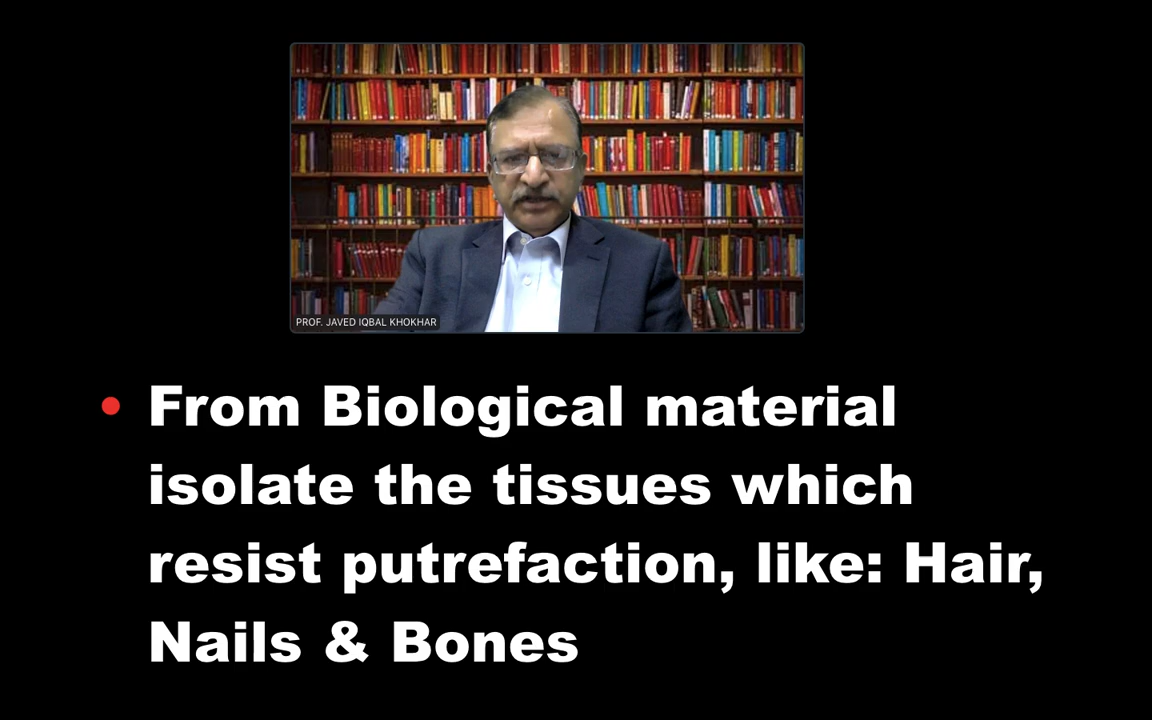 PROF. JAVED IQBAL KHOKHAR
• From Biological material
isolate the tissues which
resist putrefaction, like: Hair,
Nails & Bones